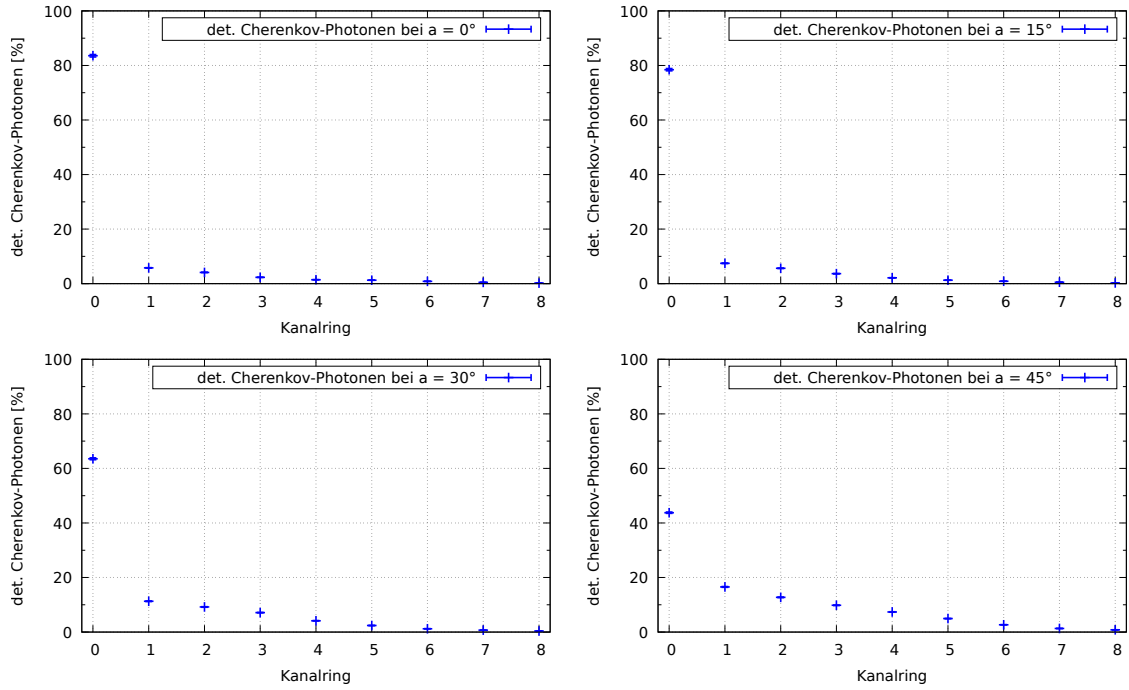 det. Cherenkov-Photonen bei a = 0°
det. Cherenkov-Photonen [%]
100
80
60
40
20
0
0 1 2 3 4 5 6 7 8
Kanalring
det. Cherenkov-Photonen bei a = 15°
det. Cherenkov-Photonen [%]
100
80
60
40
20
0
0 1 2 3 4 5 6 7 8
Kanalring
det. Cherenkov-Photonen bei a = 30°
det. Cherenkov-Photonen [%]
100
80
60
40
20
0
0 1 2 3 4 5 6 7 8
Kanalring
det. Cherenkov-Photonen bei a = 45°
det. Cherenkov-Photonen [%]
100
80
60
40
20
0
0 1 2 3 4 5 6 7 8
Kanalring